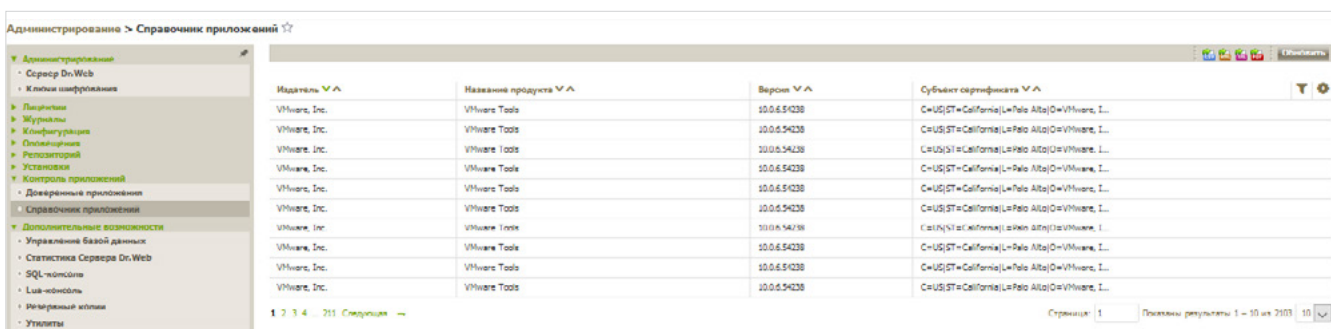 Администрирование > Справочник приложений
Администрирование
Сервер Dr.Web
Ключи шифрования
Лицензии
Журналы
Конфигурация
Оповещения
Репозиторий
Установки
Контроль приложений
Доверенные приложения
Справочник приложений
Дополнительные возможности
Управление базой данных
Статистика Сервера Dr.Web
SQL-консоль
Lua-консоль
Резервные копии
Утилиты
Обновить
Издатель Название продукта Версия Субъект сертификата
VMware, Inc. VMware Tools 10.0.6.54238 C=US|ST=California|L=Palo Alto|O=VMware, I...
VMware, Inc. VMware Tools 10.0.6.54238 C=US|ST=California|L=Palo Alto|O=VMware, I...
VMware, Inc. VMware Tools 10.0.6.54238 C=US|ST=California|L=Palo Alto|O=VMware, I...
VMware, Inc. VMware Tools 10.0.6.54238 C=US|ST=California|L=Palo Alto|O=VMware, I...
VMware, Inc. VMware Tools 10.0.6.54238 C=US|ST=California|L=Palo Alto|O=VMware, I...
VMware, Inc. VMware Tools 10.0.6.54238 C=US|ST=California|L=Palo Alto|O=VMware, I...
VMware, Inc. VMware Tools 10.0.6.54238 C=US|ST=California|L=Palo Alto|O=VMware, I...
VMware, Inc. VMware Tools 10.0.6.54238 C=US|ST=California|L=Palo Alto|O=VMware, I...
VMware, Inc. VMware Tools 10.0.6.54238 C=US|ST=California|L=Palo Alto|O=VMware, I...
VMware, Inc. VMware Tools 10.0.6.54238 C=US|ST=California|L=Palo Alto|O=VMware, I...
1 2 3 4 ... 211 Следующая → Страница: 1 Показаны результаты 1 – 10 из 2103 10